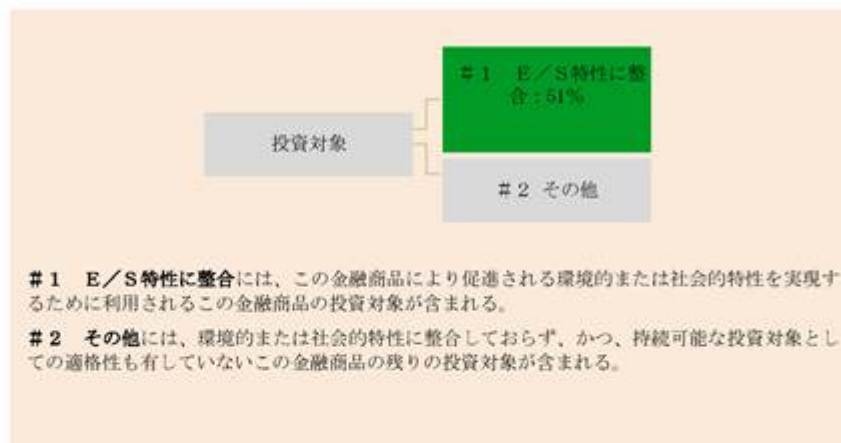 ＃１　Ｅ／Ｓ特性に整
合：51%
投資対象
＃２ その他
＃１　Ｅ／Ｓ特性に整合には、この金融商品により促進される環境的または社会的特性を実現す
るために利用されるこの金融商品の投資対象が含まれる。
＃２　その他には、環境的または社会的特性に整合しておらず、かつ、持続可能な投資対象とし
ての適格性も有していないこの金融商品の残りの投資対象が含まれる。